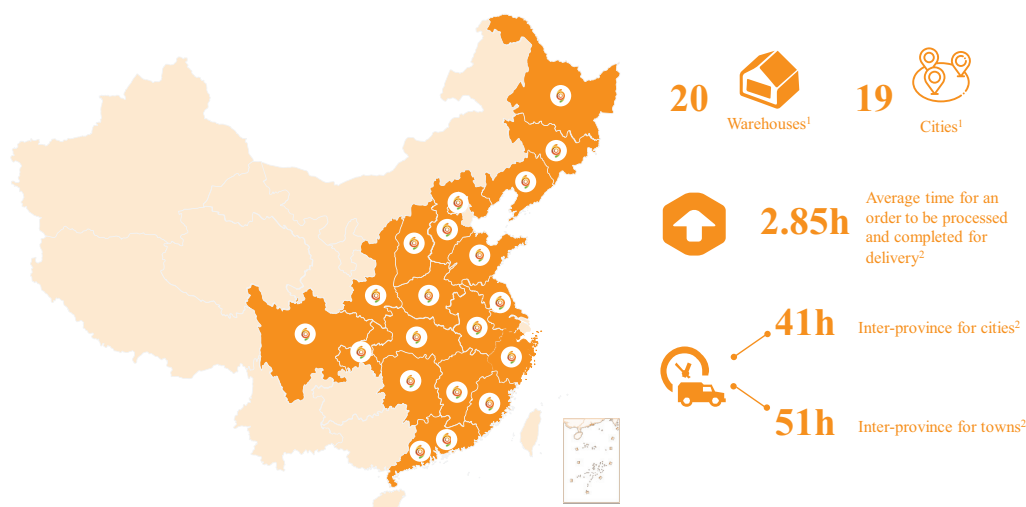 20
Warehouses¹
19
Cities¹
2.85h
Average time for an
order to be processed
and completed for
delivery²
41h
Inter-province for cities²
51h
Inter-province for towns²